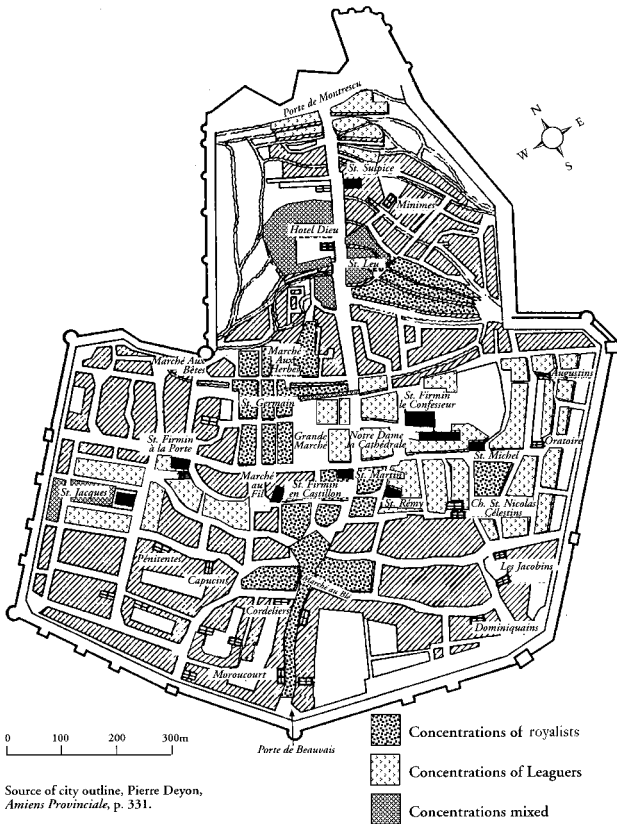 Porte de Montrescu
N
E
W
S
St. Sulpice
Minimes
Hotel Dieu
St. Leu
Marché Aux
Bêtes
Marché
Aux
Herbes
Augustins
St. Germain
St. Firmin
le Confesseur
St. Firmin
à la Porte
Grande
Marche
Notre Dame
la Cathédrale
Oratoire
St. Michel
St. Jacques
Marché
au
Fil
St. Firmin
en Castillon
St. Martin
St. Rémy
Ch. St. Nicolas
Célestins
Pénitentes
Capucins
Marché au Blé
Les Jacobins
Cordeliers
Dominiquains
Moroucourt
0 100 200 300m
Porte de Beauvais
Concentrations of royalists
Concentrations of Leaguers
Concentrations mixed
Source of city outline, Pierre Deyon,
Amiens Provinciale, p. 331.